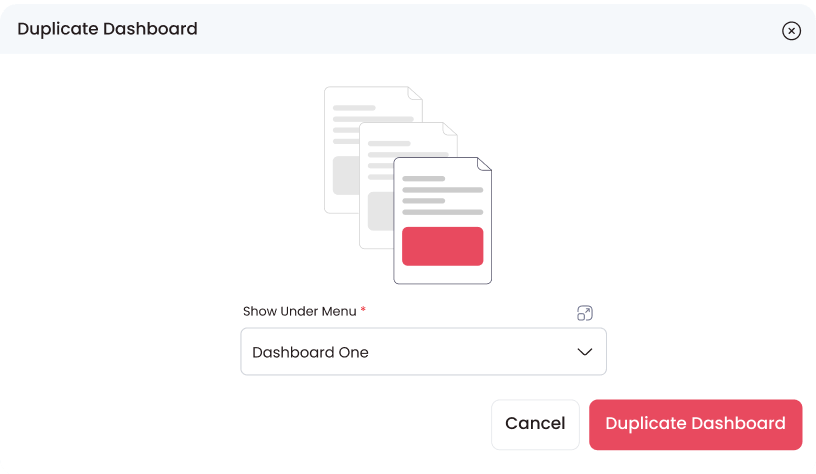 Duplicate Dashboard
Show Under Menu *
Dashboard One
Cancel
Duplicate Dashboard